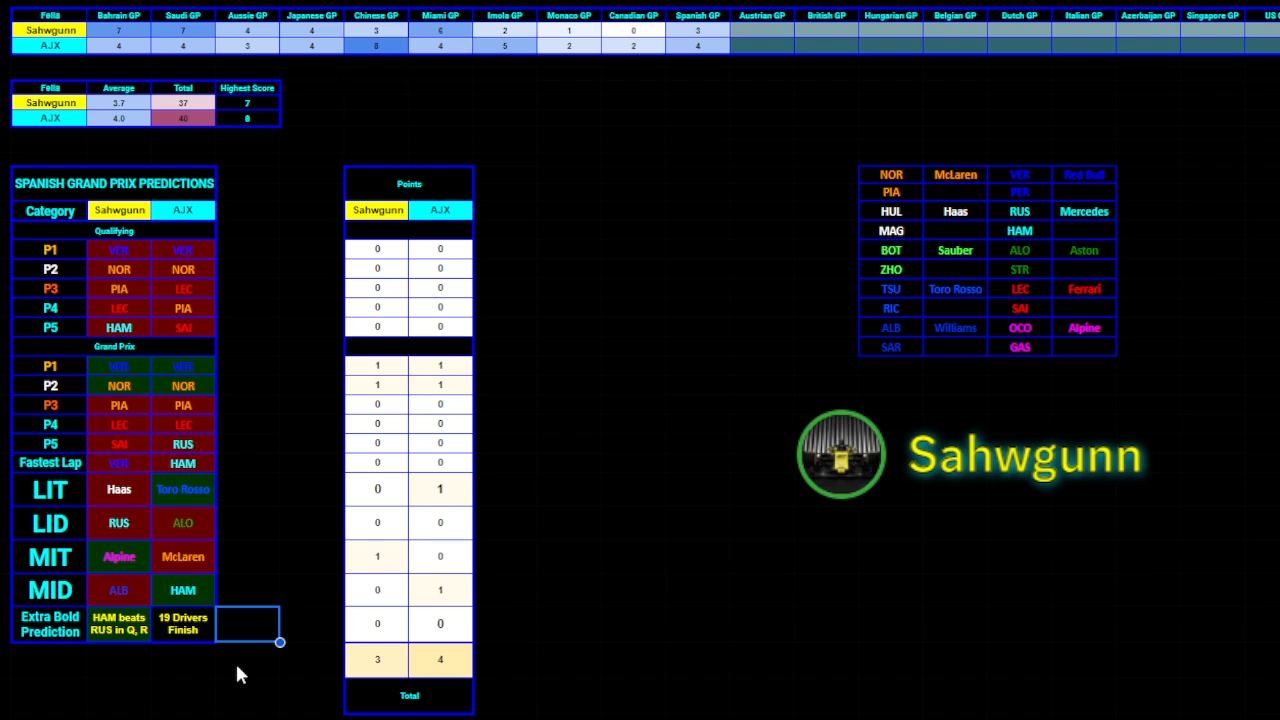 Fella Bahrain GP Saudi GP Aussie GP Japanese GP Chinese GP Miami GP Imola GP Monaco GP Canadian GP Spanish GP Austrian GP British GP Hungarian GP Belgian GP Dutch GP Italian GP Azerbaijan GP Singapore GP US
Sahwgunn 7 7 4 4 3 6 2 1 0 3
AJX 4 4 3 4 8 4 5 2 2 4
Fella Average Total Highest Score
Sahwgunn 3.7 37 7
AJX 4.0 40 8
SPANISH GRAND PRIX PREDICTIONS
Category Sahwgunn AJX
Qualifying
P1 VER VER
P2 NOR NOR
P3 PIA LEC
P4 LEC PIA
P5 HAM SAI
Grand Prix
P1 VER VER
P2 NOR NOR
P3 PIA PIA
P4 LEC LEC
P5 SAI RUS
Fastest Lap VER HAM
LIT Haas Toro Rosso
LID RUS ALO
MIT Alpine McLaren
MID ALB HAM
Extra Bold Prediction HAM beats RUS in Q, R 19 Drivers Finish
Points
Sahwgunn AJX
0 0
0 0
0 0
0 0
0 0
1 1
1 1
0 0
0 0
0 0
0 0
0 1
0 0
1 0
0 1
0 0
3 4
Total
NOR McLaren VER Red Bull
PIA PER
HUL Haas RUS Mercedes
MAG HAM
BOT Sauber ALO Aston
ZHO STR
TSU Toro Rosso LEC Ferrari
RIC SAI
ALB Williams OCO Alpine
SAR GAS
Sahwgunn